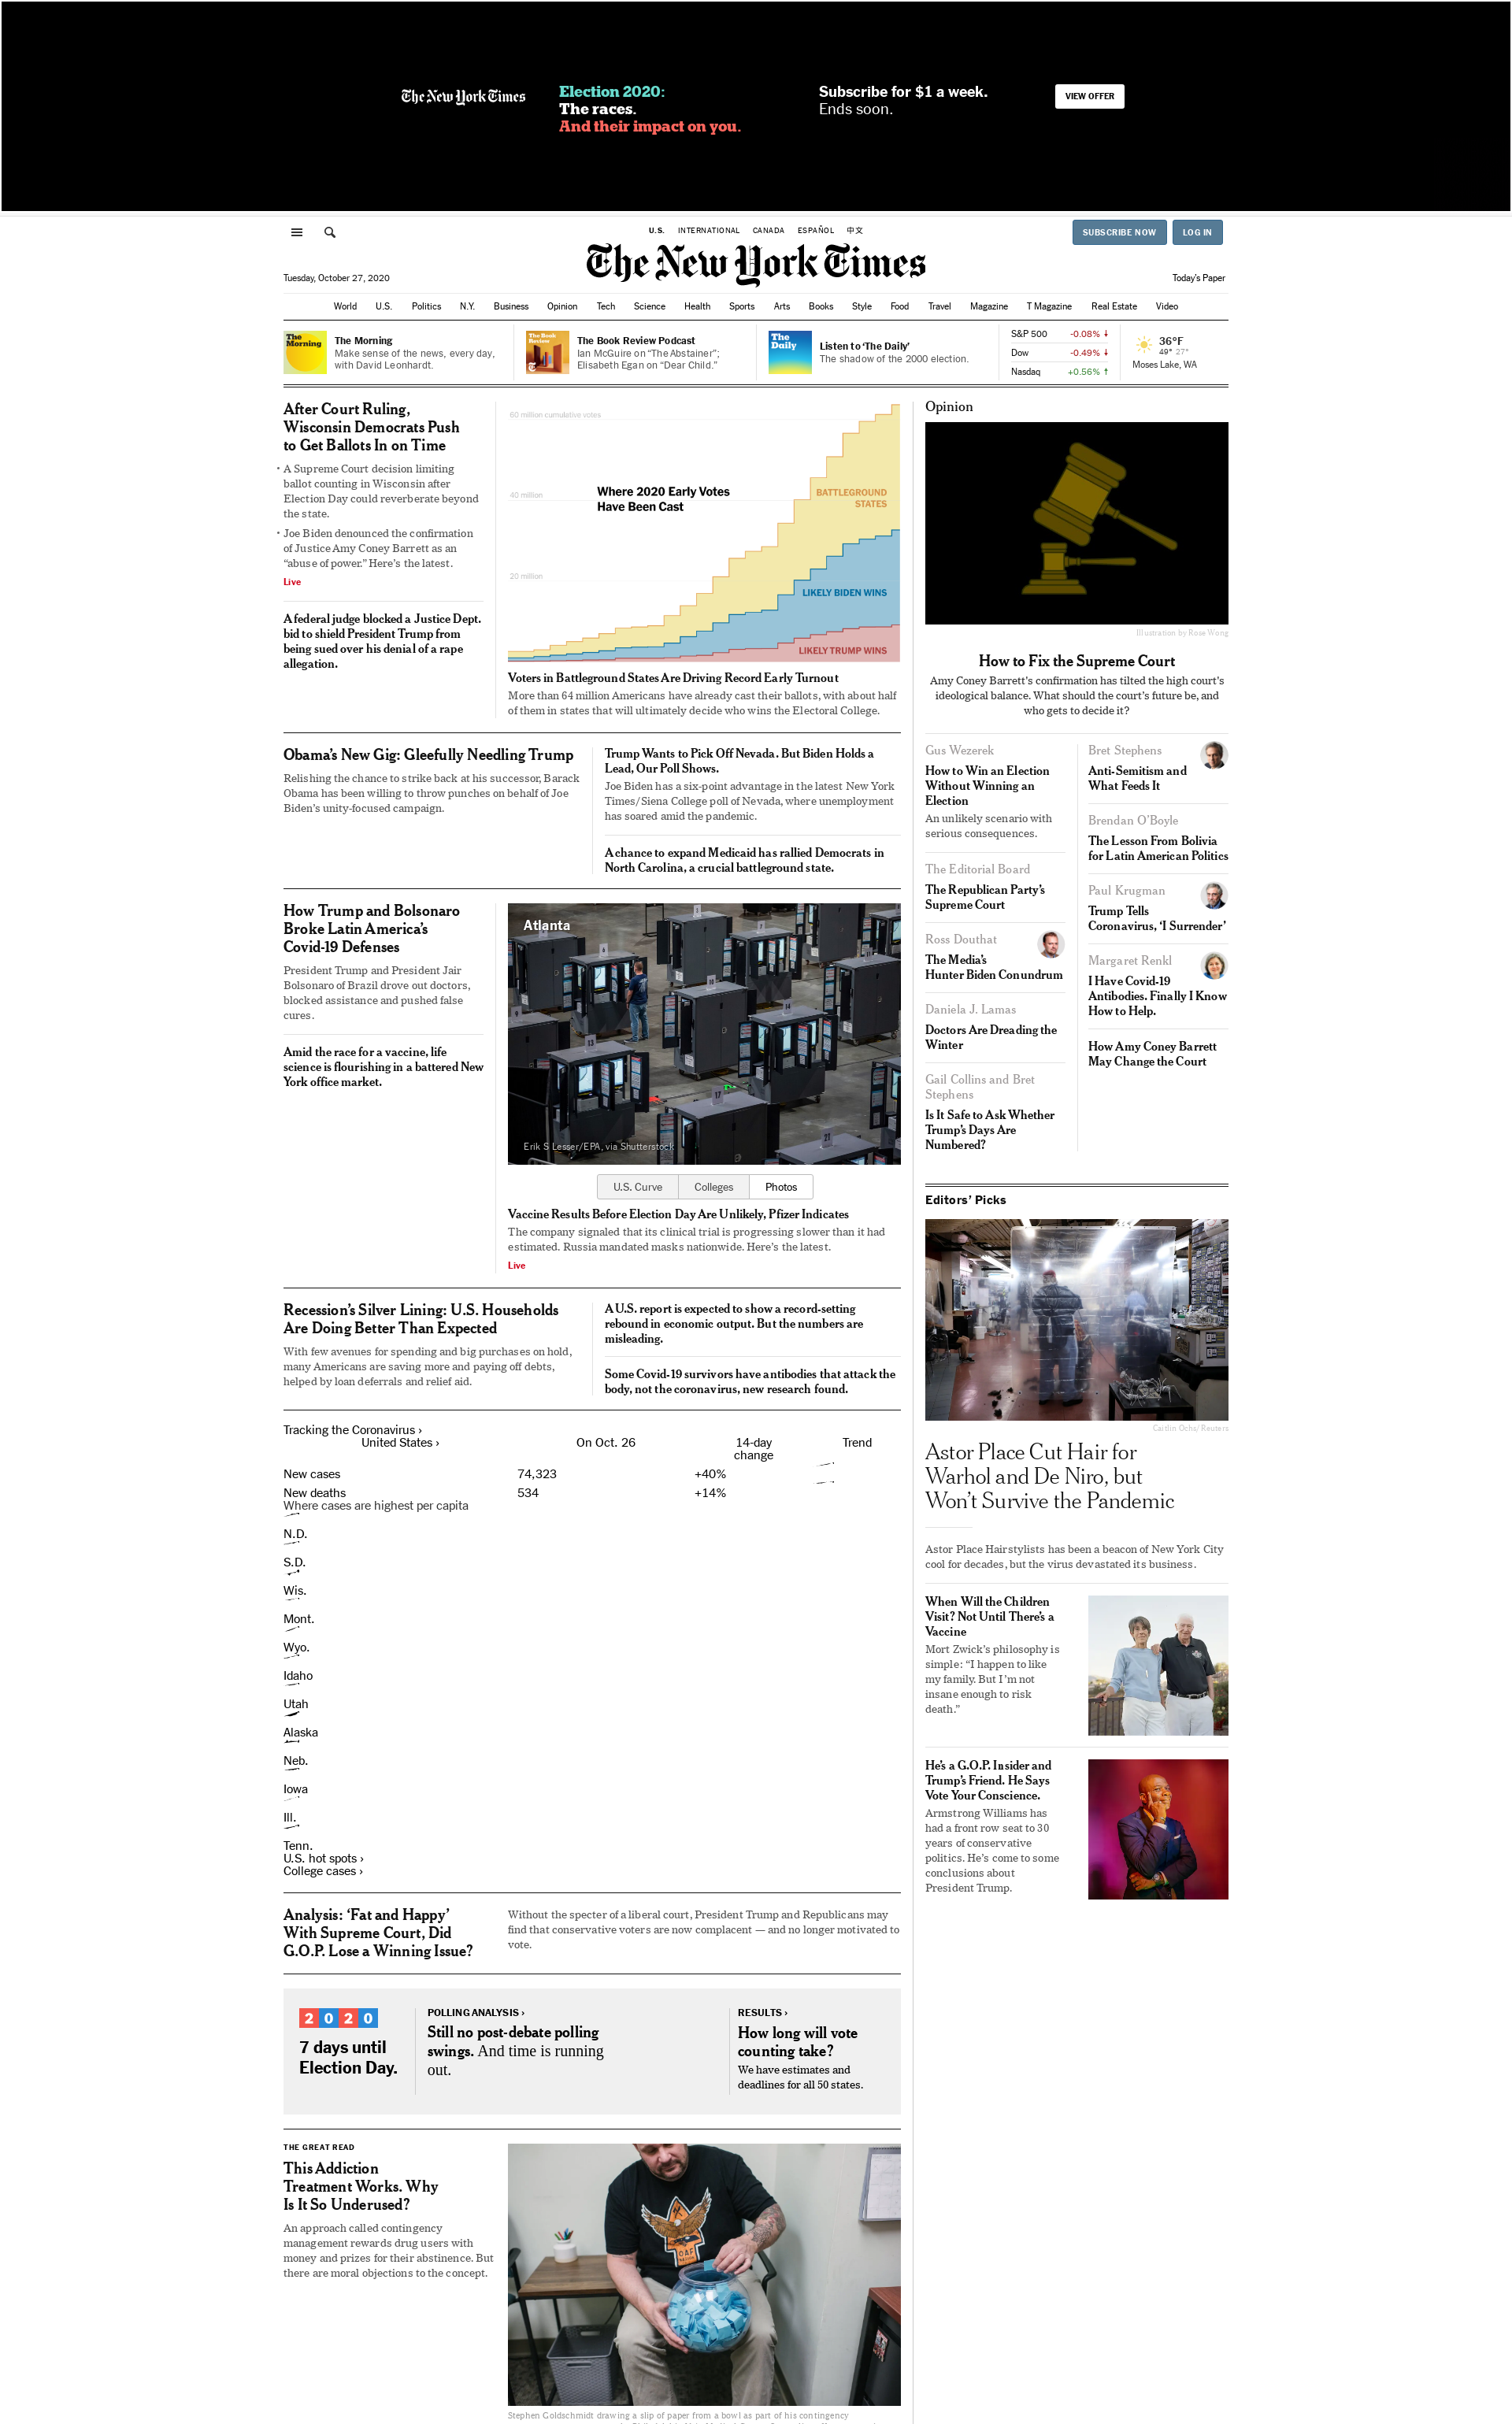 The New York Times
Election 2020:
The races.
And their impact on you.
Subscribe for $1 a week.
Ends soon.
VIEW OFFER
U.S.
INTERNATIONAL
CANADA
ESPAÑOL
中文
SUBSCRIBE NOW
LOG IN
The New York Times
Tuesday, October 27, 2020
Today's Paper
World U.S. Politics N.Y. Business Opinion Tech Science Health Sports Arts Books Style Food Travel Magazine T Magazine Real Estate Video
The Morning
The Morning
Make sense of the news, every day,
with David Leonhardt.
The Book Review
The Book Review Podcast
Ian McGuire on “The Abstainer”;
Elisabeth Egan on “Dear Child.”
The Daily
Listen to ‘The Daily’
The shadow of the 2000 election.
S&P 500 -0.08%
Dow -0.49%
Nasdaq +0.56%
36°F
49° 27°
Moses Lake, WA
After Court Ruling,
Wisconsin Democrats Push
to Get Ballots In on Time
A Supreme Court decision limiting
ballot counting in Wisconsin after
Election Day could reverberate beyond
the state.
Joe Biden denounced the confirmation
of Justice Amy Coney Barrett as an
“abuse of power.” Here’s the latest.
Live
A federal judge blocked a Justice Dept.
bid to shield President Trump from
being sued over his denial of a rape
allegation.
60 million cumulative votes
40 million
20 million
Where 2020 Early Votes
Have Been Cast
BATTLEGROUND
STATES
LIKELY BIDEN WINS
LIKELY TRUMP WINS
Voters in Battleground States Are Driving Record Early Turnout
More than 64 million Americans have already cast their ballots, with about half
of them in states that will ultimately decide who wins the Electoral College.
Obama’s New Gig: Gleefully Needling Trump
Relishing the chance to strike back at his successor, Barack
Obama has been willing to throw punches on behalf of Joe
Biden’s unity-focused campaign.
Trump Wants to Pick Off Nevada. But Biden Holds a
Lead, Our Poll Shows.
Joe Biden has a six-point advantage in the latest New York
Times/Siena College poll of Nevada, where unemployment
has soared amid the pandemic.
A chance to expand Medicaid has rallied Democrats in
North Carolina, a crucial battleground state.
How Trump and Bolsonaro
Broke Latin America’s
Covid-19 Defenses
President Trump and President Jair
Bolsonaro of Brazil drove out doctors,
blocked assistance and pushed false
cures.
Amid the race for a vaccine, life
science is flourishing in a battered New
York office market.
Atlanta
13
17
21
Erik S Lesser/EPA, via Shutterstock
U.S. Curve
Colleges
Photos
Vaccine Results Before Election Day Are Unlikely, Pfizer Indicates
The company signaled that its clinical trial is progressing slower than it had
estimated. Russia mandated masks nationwide. Here’s the latest.
Live
Recession’s Silver Lining: U.S. Households
Are Doing Better Than Expected
With few avenues for spending and big purchases on hold,
many Americans are saving more and paying off debts,
helped by loan deferrals and relief aid.
A U.S. report is expected to show a record-setting
rebound in economic output. But the numbers are
misleading.
Some Covid-19 survivors have antibodies that attack the
body, not the coronavirus, new research found.
Tracking the Coronavirus ›
United States › On Oct. 26 14-day
change Trend
New cases 74,323 +40%
New deaths 534 +14%
Where cases are highest per capita
N.D.
S.D.
Wis.
Mont.
Wyo.
Idaho
Utah
Alaska
Neb.
Iowa
Ill.
Tenn.
U.S. hot spots ›
College cases ›
Analysis: ‘Fat and Happy’
With Supreme Court, Did
G.O.P. Lose a Winning Issue?
Without the specter of a liberal court, President Trump and Republicans may
find that conservative voters are now complacent — and no longer motivated to
vote.
2020
7 days until
Election Day.
POLLING ANALYSIS ›
Still no post-debate polling
swings. And time is running
out.
RESULTS ›
How long will vote
counting take?
We have estimates and
deadlines for all 50 states.
THE GREAT READ
This Addiction
Treatment Works. Why
Is It So Underused?
An approach called contingency
management rewards drug users with
money and prizes for their abstinence. But
there are moral objections to the concept.
Stephen Goldschmidt drawing a slip of paper from a bowl as part of his contingency
Opinion
Illustration by Rose Wong
How to Fix the Supreme Court
Amy Coney Barrett’s confirmation has tilted the high court’s
ideological balance. What should the court’s future be, and
who gets to decide it?
Gus Wezerek
How to Win an Election
Without Winning an
Election
An unlikely scenario with
serious consequences.
The Editorial Board
The Republican Party’s
Supreme Court
Ross Douthat
The Media’s
Hunter Biden Conundrum
Daniela J. Lamas
Doctors Are Dreading the
Winter
Gail Collins and Bret
Stephens
Is It Safe to Ask Whether
Trump’s Days Are
Numbered?
Bret Stephens
Anti-Semitism and
What Feeds It
Brendan O’Boyle
The Lesson From Bolivia
for Latin American Politics
Paul Krugman
Trump Tells
Coronavirus, ‘I Surrender’
Margaret Renkl
I Have Covid-19
Antibodies. Finally I Know
How to Help.
How Amy Coney Barrett
May Change the Court
Editors’ Picks
Caitlin Ochs/Reuters
Astor Place Cut Hair for
Warhol and De Niro, but
Won’t Survive the Pandemic
Astor Place Hairstylists has been a beacon of New York City
cool for decades, but the virus devastated its business.
When Will the Children
Visit? Not Until There’s a
Vaccine
Mort Zwick’s philosophy is
simple: “I happen to like
my family. But I’m not
insane enough to risk
death.”
He’s a G.O.P. Insider and
Trump’s Friend. He Says
Vote Your Conscience.
Armstrong Williams has
had a front row seat to 30
years of conservative
politics. He’s come to some
conclusions about
President Trump.